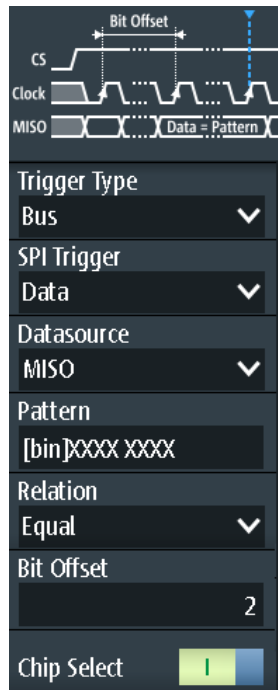 Bit Offset
CS
Clock
MISO
Data = Pattern
Trigger Type
Bus
SPI Trigger
Data
Datasource
MISO
Pattern
[bin]XXXX XXXX
Relation
Equal
Bit Offset
2
Chip Select
I